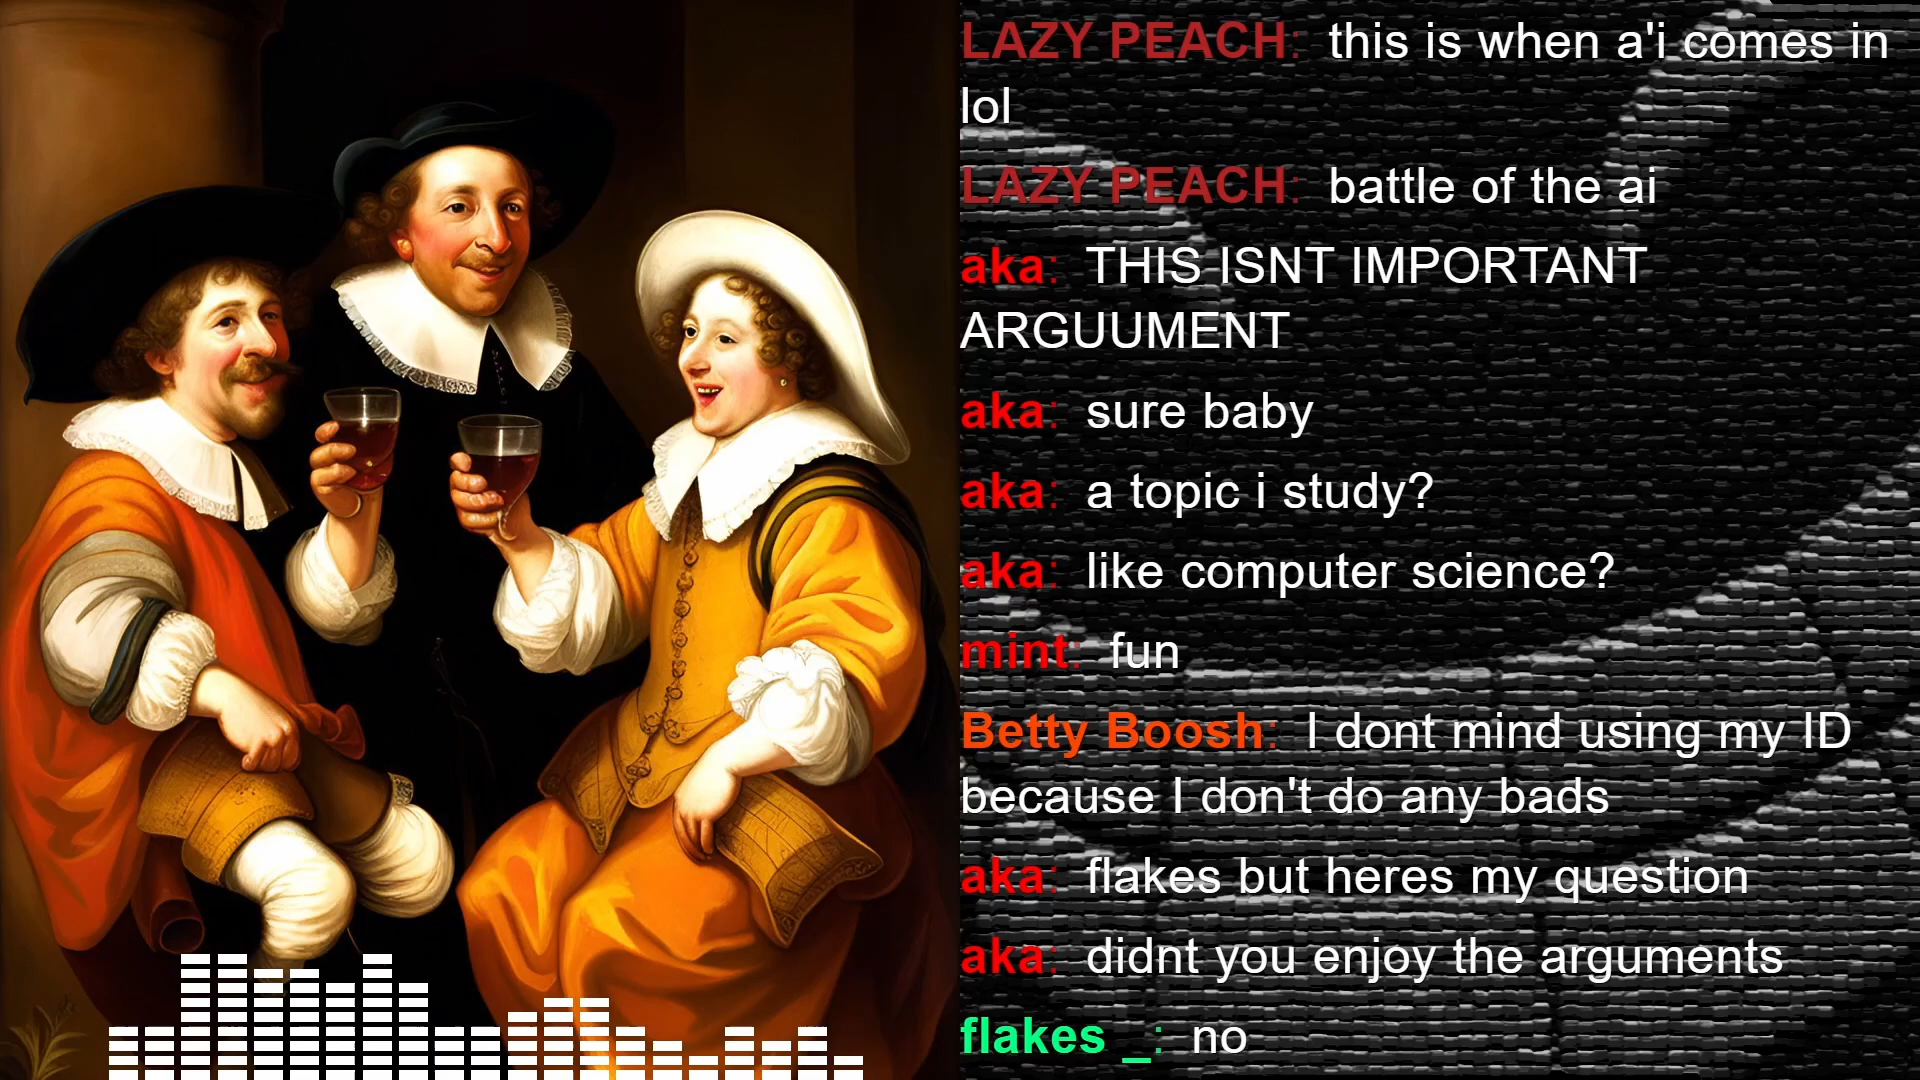 LAZY PEACH: this is when a'i comes in
lol
LAZY PEACH: battle of the ai
aka: THIS ISNT IMPORTANT
ARGUUMENT
aka: sure baby
aka: a topic i study?
aka: like computer science?
mint: fun
Betty Boosh: I dont mind using my ID
because I don't do any bads
aka: flakes but heres my question
aka: didnt you enjoy the arguments
flakes _: no